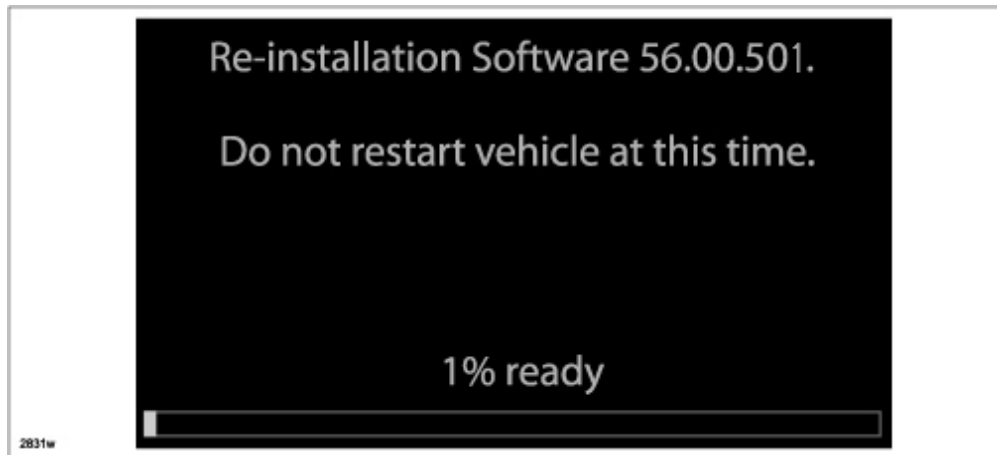 Re-installation Software 56.00.501.
Do not restart vehicle at this time.
1% ready
2831w